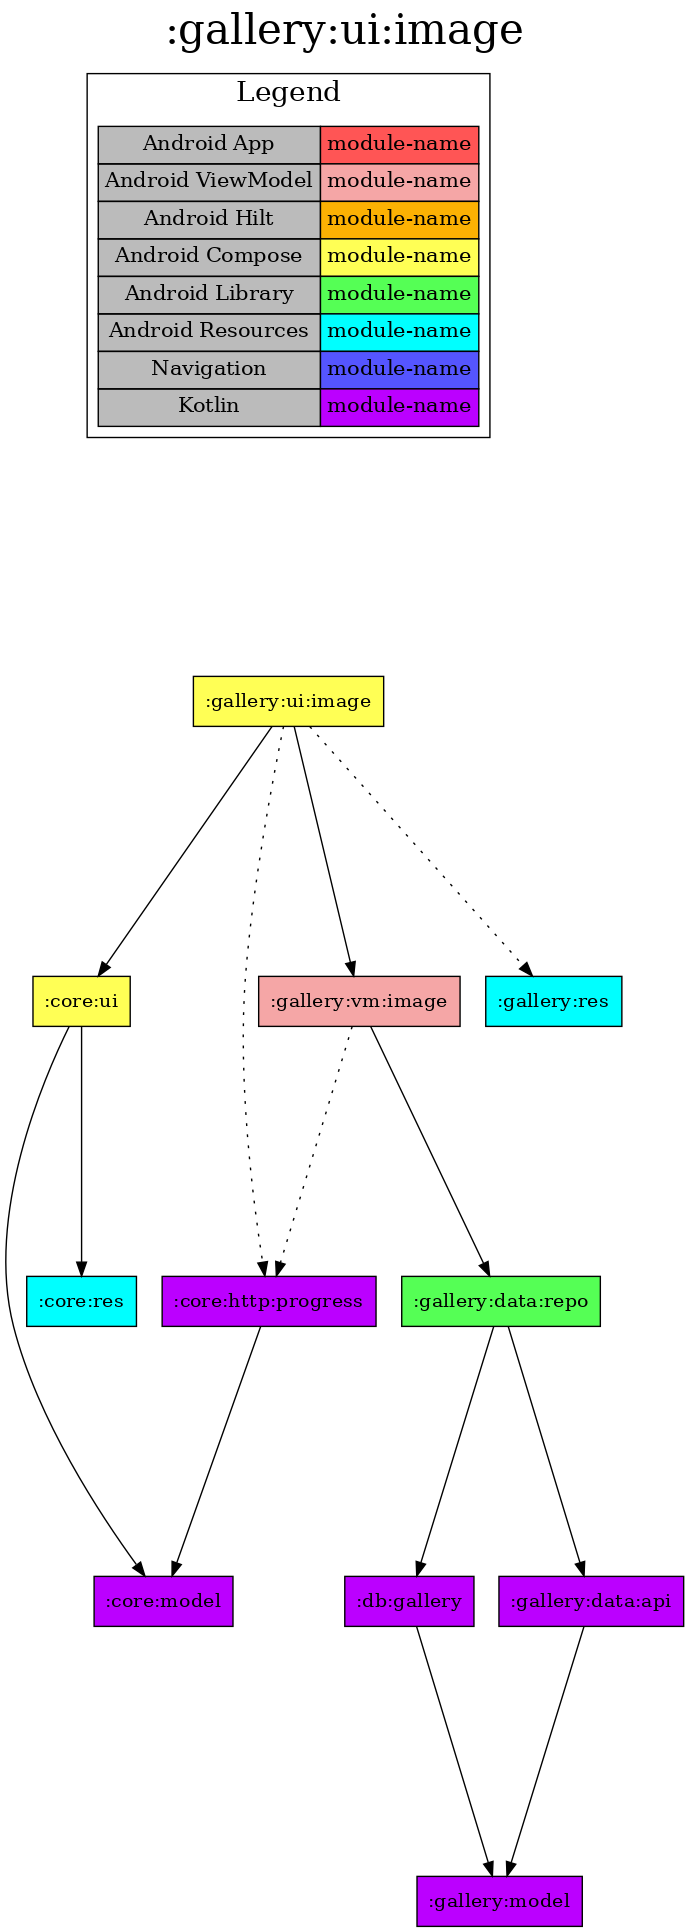 :gallery:ui:image
Legend
Android App module-name
Android ViewModel module-name
Android Hilt module-name
Android Compose module-name
Android Library module-name
Android Resources module-name
Navigation module-name
Kotlin module-name
:gallery:ui:image
:core:ui :gallery:vm:image :gallery:res
:core:res :core:http:progress :gallery:data:repo
:core:model :db:gallery :gallery:data:api
:gallery:model